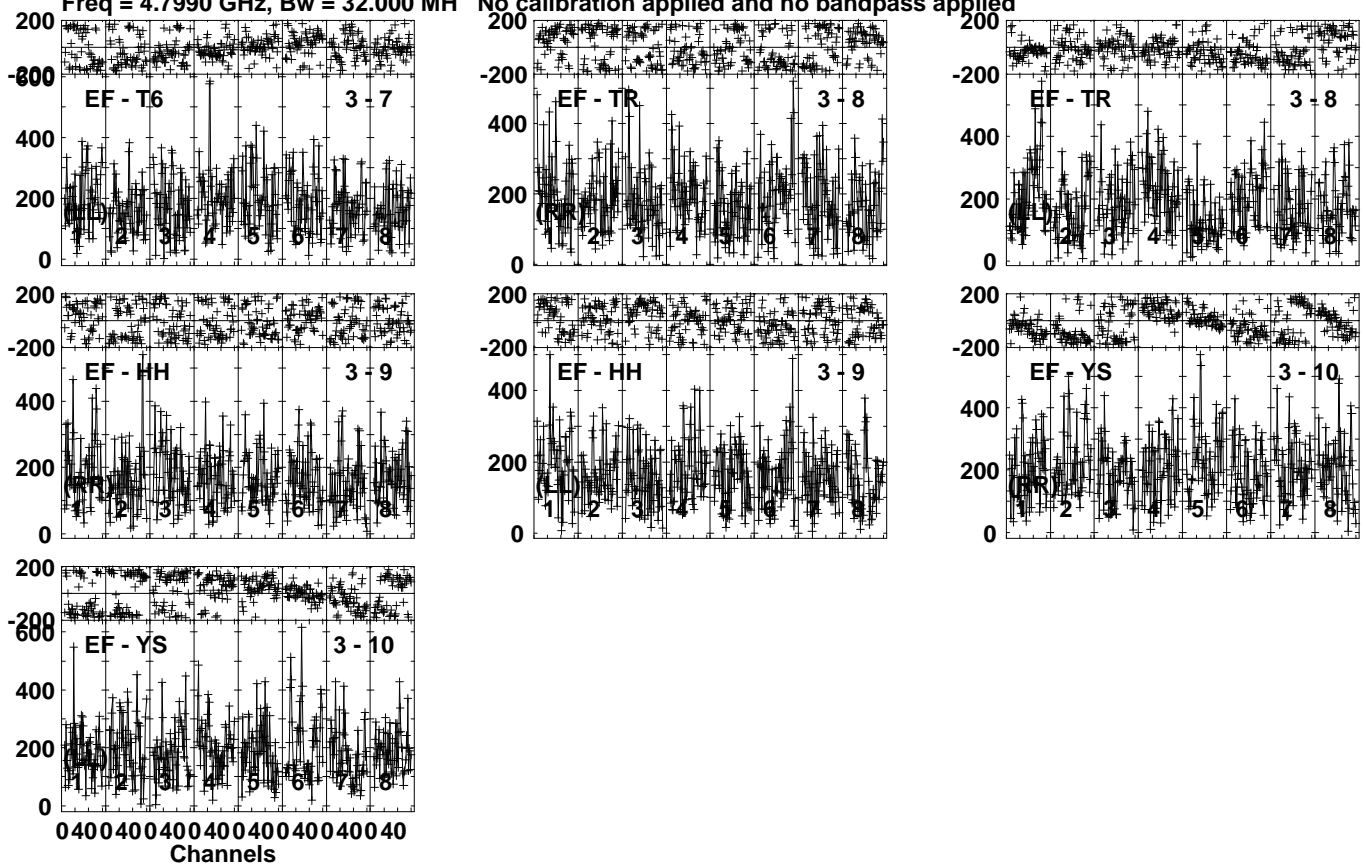 Freq = 4.7990 GHz, Bw = 32.000 MH No calibration applied and no bandpass applied
200
-200
600
EF - T6 3 - 7
400
200
0
(LL)
1 2 3 4 5 6 7 8
200
-200
EF - TR 3 - 8
400
200
0
(RR)
1 2 3 4 5 6 7 8
200
-200
EF - TR 3 - 8
400
200
0
(LL)
1 2 3 4 5 6 7 8
200
-200
EF - HH 3 - 9
400
200
0
(RR)
1 2 3 4 5 6 7 8
200
-200
EF - HH 3 - 9
400
200
0
(LL)
1 2 3 4 5 6 7 8
200
-200
EF - YS 3 - 10
400
200
0
(RR)
1 2 3 4 5 6 7 8
200
-200
600
EF - YS 3 - 10
400
200
0
(LL)
1 2 3 4 5 6 7 8
0 40 0 40 0 40 0 40 0 40 0 40 0 40 0 40
Channels